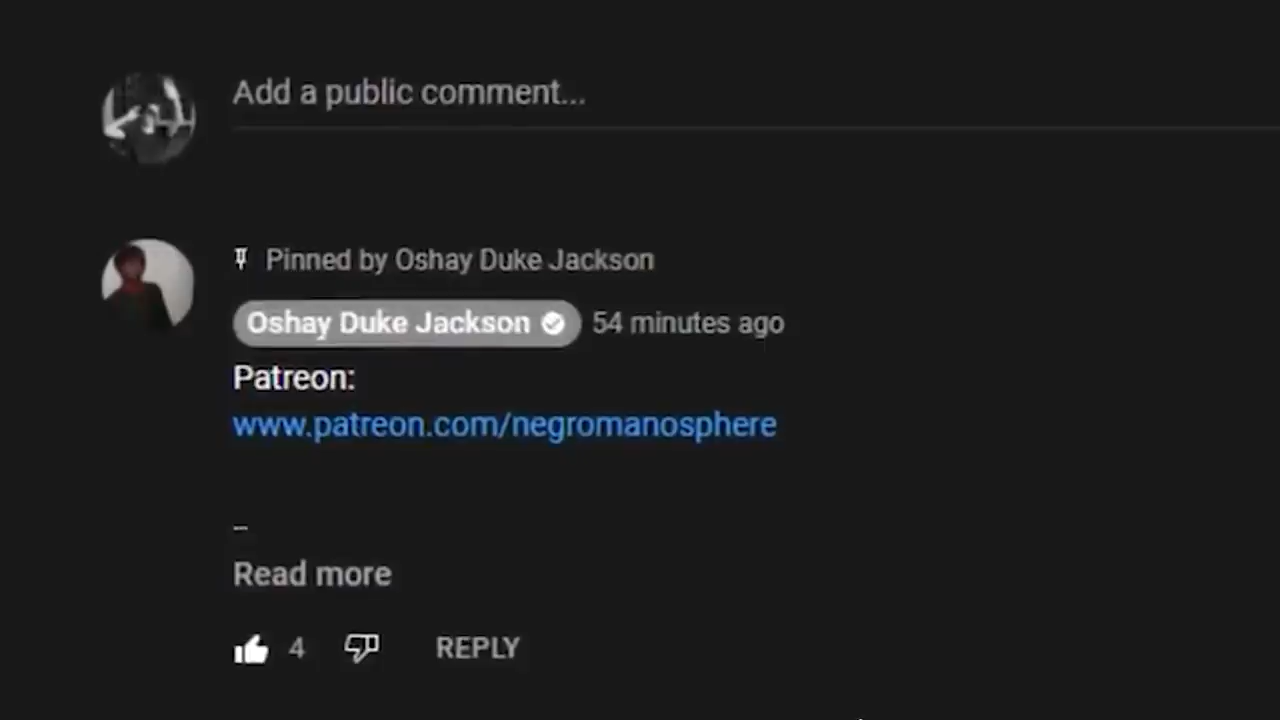 Add a public comment...
Pinned by Oshay Duke Jackson
Oshay Duke Jackson 54 minutes ago
Patreon:
www.patreon.com/negromanosphere
...
Read more
4 REPLY